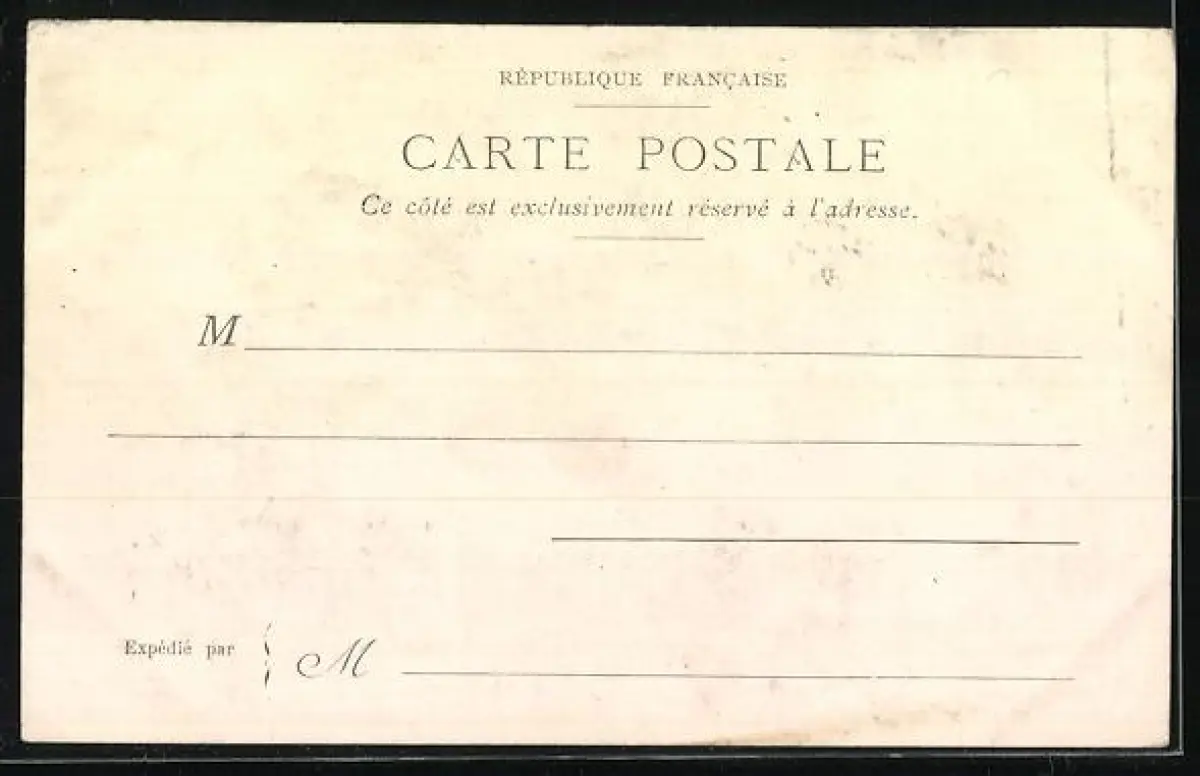 RÉPUBLIQUE FRANÇAISE
CARTE POSTALE
Ce côté est exclusivement réservé à l'adresse.
M
Expédié par M